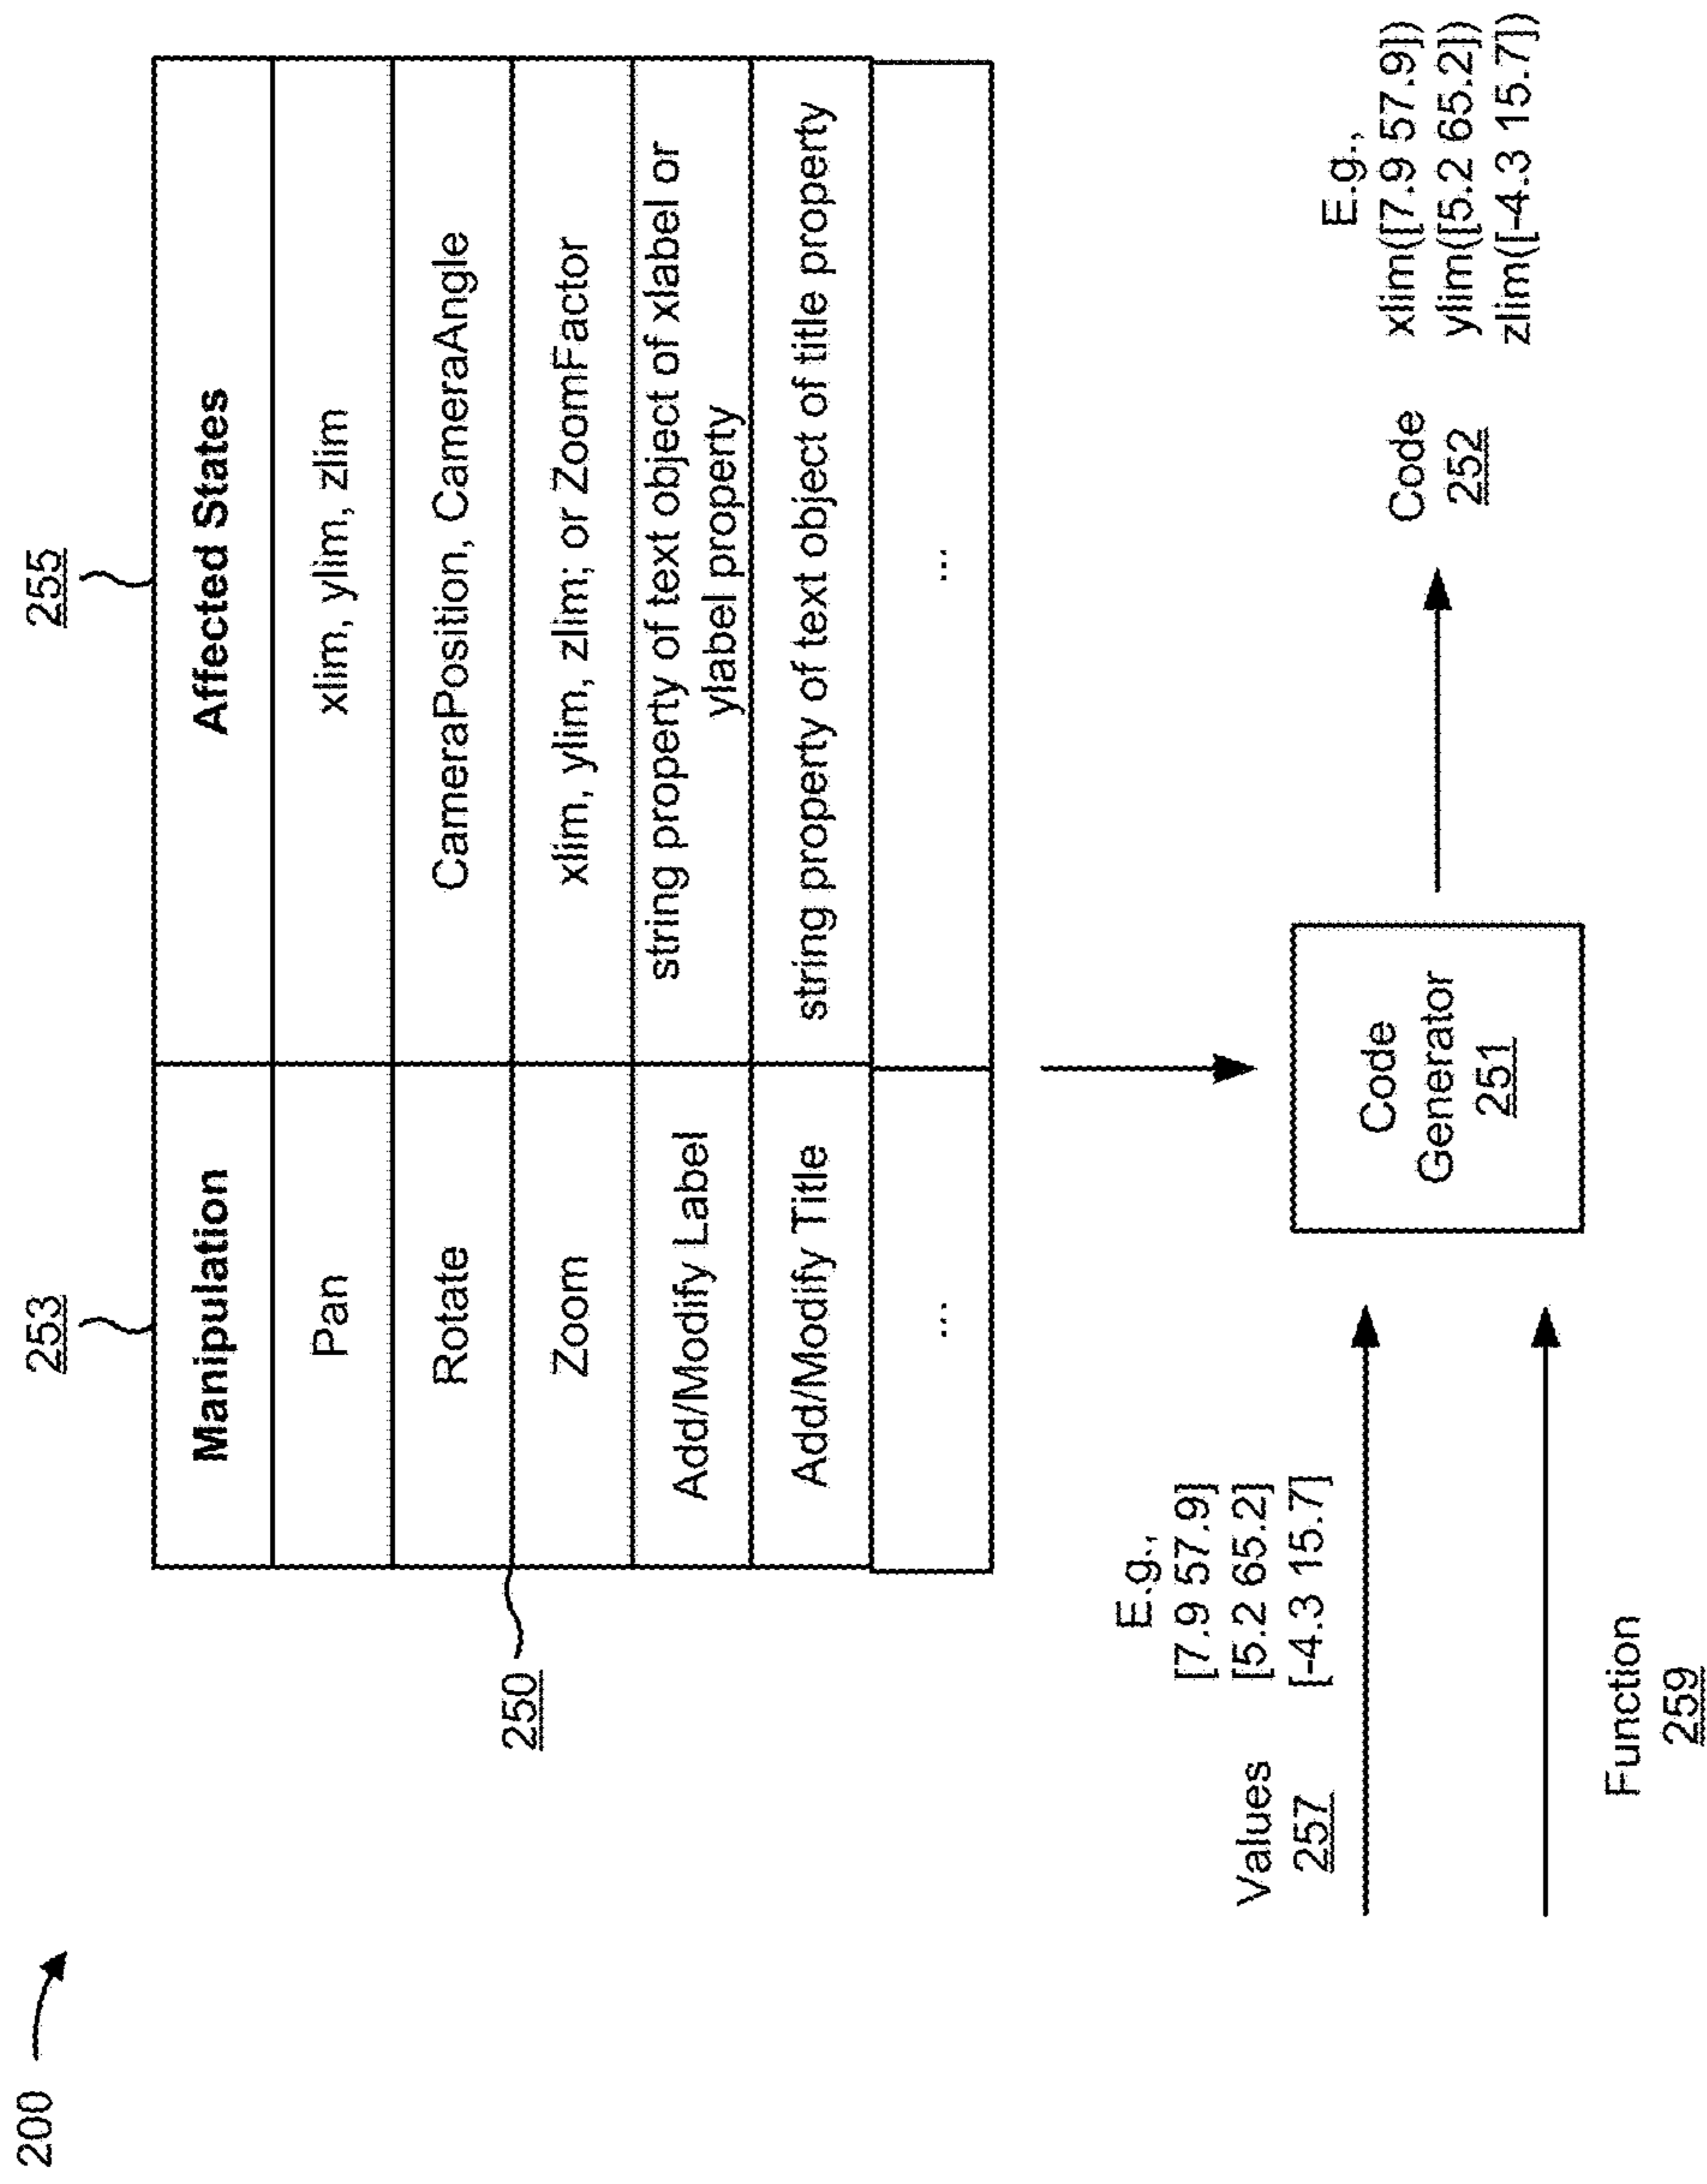 200
253
255
Manipulation
Affected States
Pan
xlim, ylim, zlim
Rotate
CameraPosition, CameraAngle
Zoom
xlim, ylim, zlim; or ZoomFactor
Add/Modify Label
string property of text object of xlabel or
ylabel property
Add/Modify Title
string property of text object of title property
...
...
250
Values
257
E.g.,
[7.9 57.9]
[5.2 65.2]
[-4.3 15.7]
Function
259
Code
Generator
251
Code
252
E.g.,
xlim([7.9 57.9])
ylim([5.2 65.2])
zlim([-4.3 15.7])